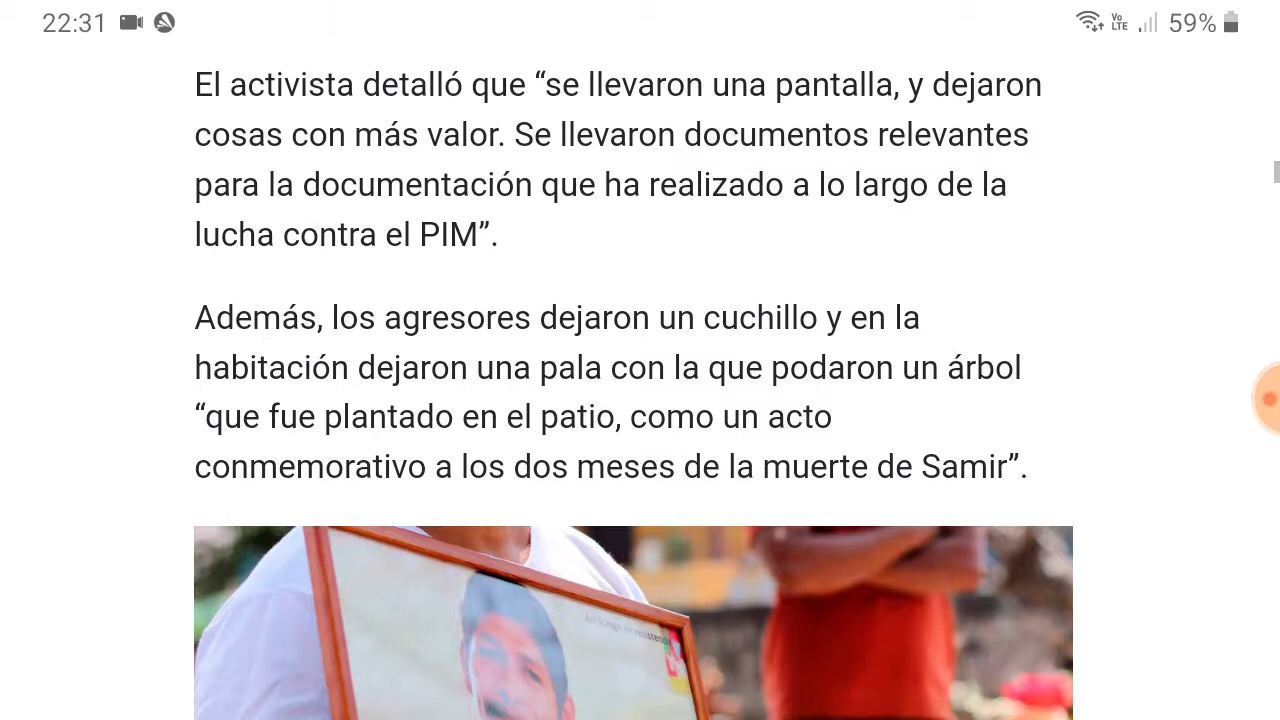 22:31
Vo LTE 59%
El activista detalló que “se llevaron una pantalla, y dejaron
cosas con más valor. Se llevaron documentos relevantes
para la documentación que ha realizado a lo largo de la
lucha contra el PIM”.
Además, los agresores dejaron un cuchillo y en la
habitación dejaron una pala con la que podaron un árbol
“que fue plantado en el patio, como un acto
conmemorativo a los dos meses de la muerte de Samir”.